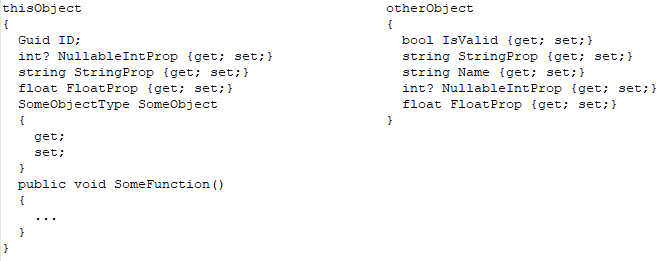 thisObject
{
  Guid ID;
  int? NullableIntProp {get; set;}
  string StringProp {get; set;}
  float FloatProp {get; set;}
  SomeObjectType SomeObject
  {
    get;
    set;
  }
  public void SomeFunction()
  {
    ...
  }
}
otherObject
{
  bool IsValid {get; set;}
  string StringProp {get; set;}
  string Name {get; set;}
  int? NullableIntProp {get; set;}
  float FloatProp {get; set;}
}